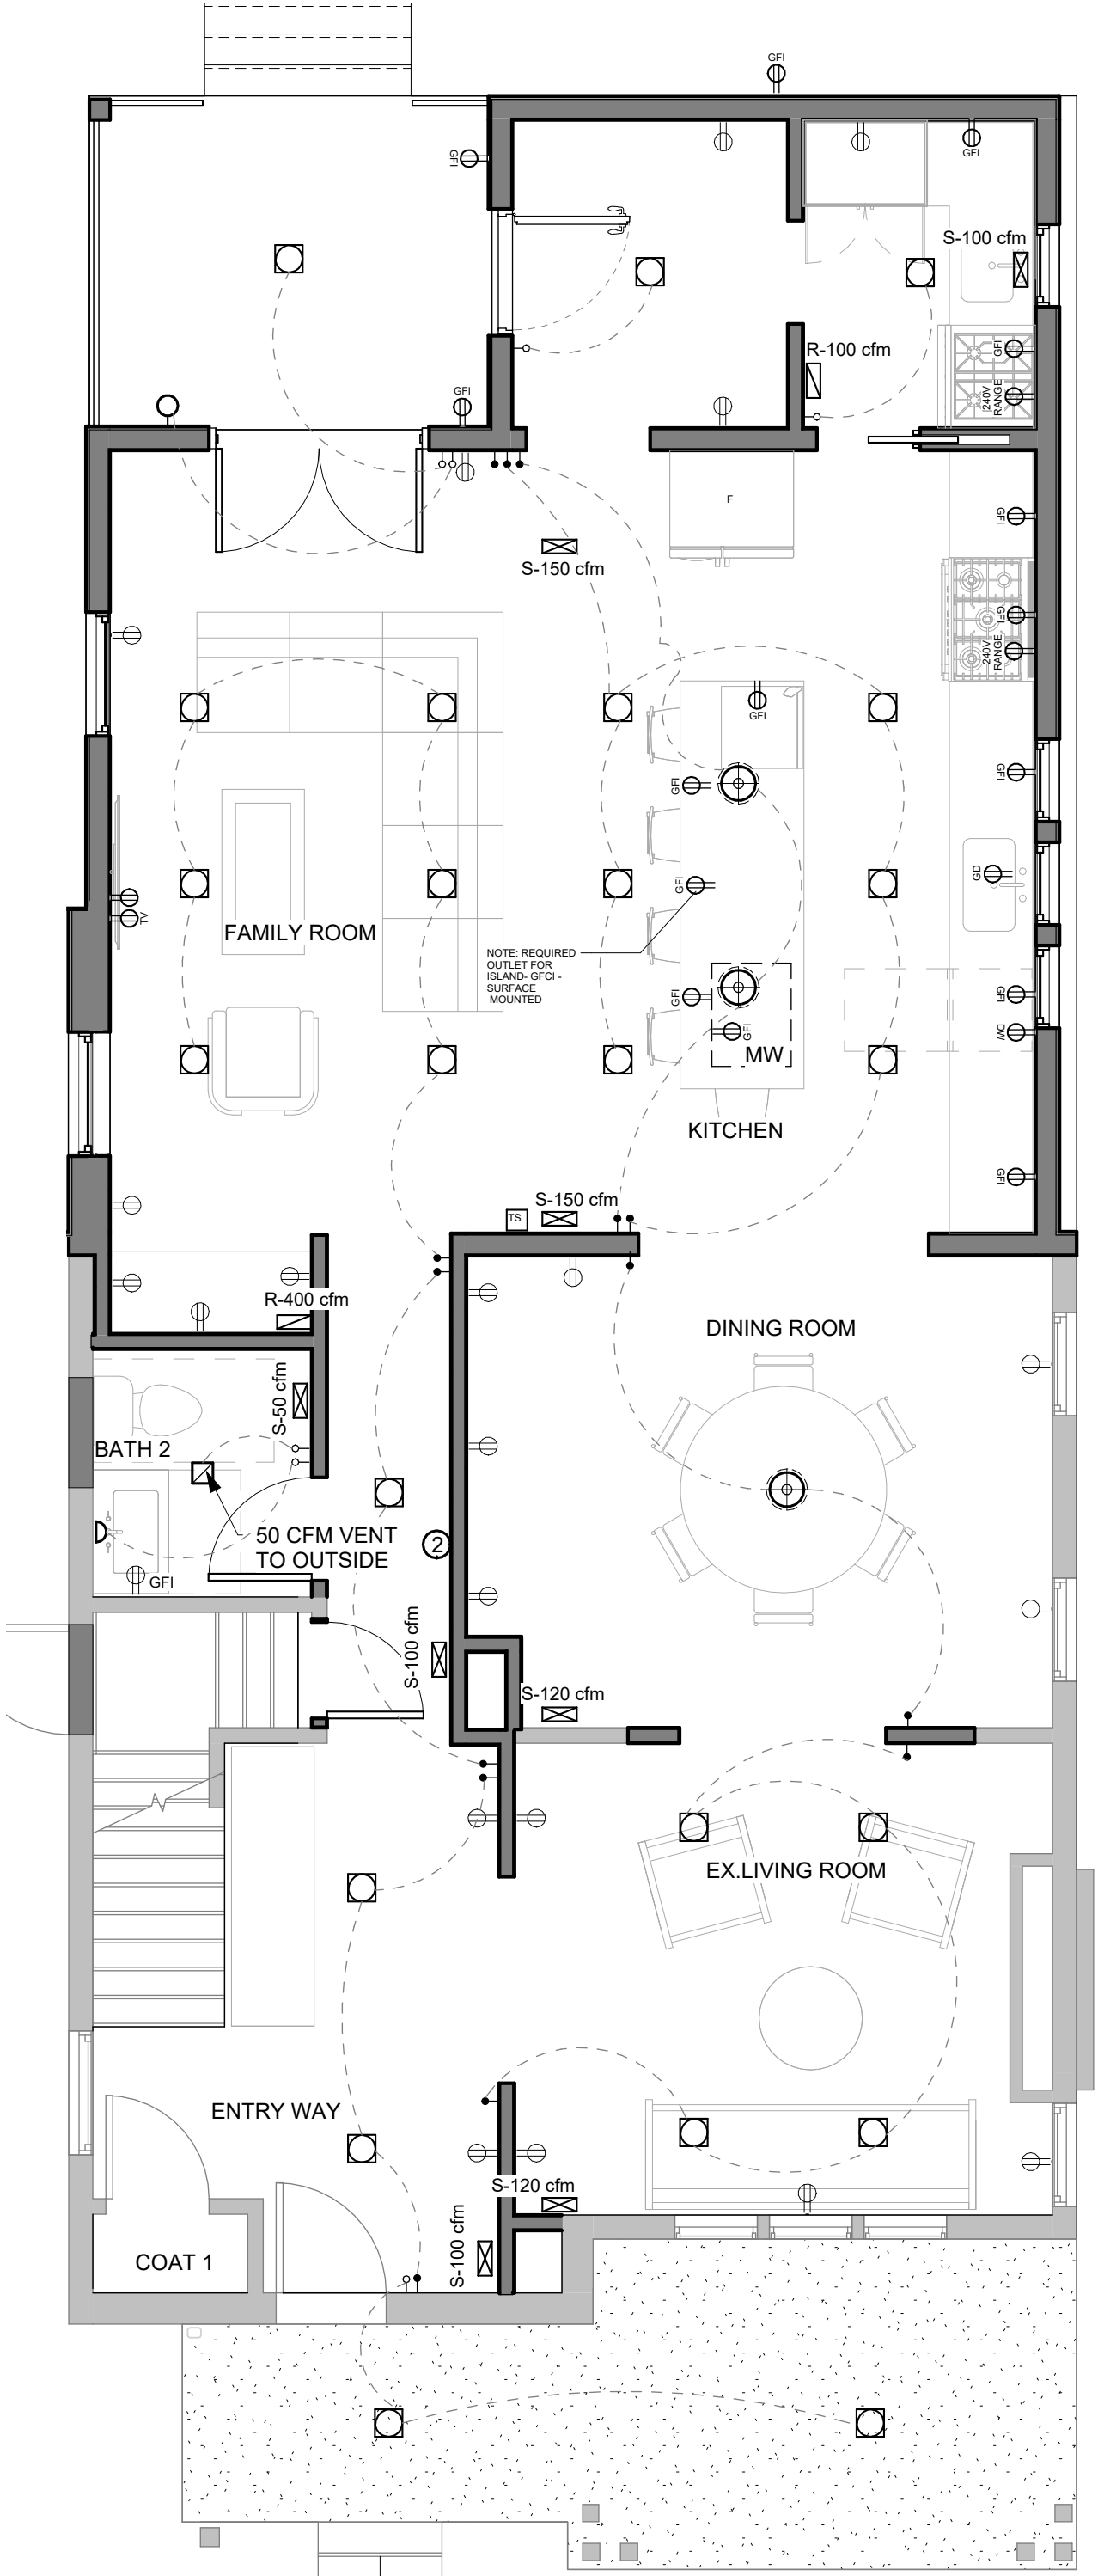 GFI
GFI
GFI
S-100 cfm
GFI
R-100 cfm
240V
RANGE
GFI
F
GFI
S-150 cfm
GFI
240V
RANGE
GFI
GFI
GFI
GD
GFI
TV
FAMILY ROOM
NOTE: REQUIRED
OUTLET FOR
ISLAND- GFCI -
SURFACE
MOUNTED
GFI
GFI
GFI
DW
MW
KITCHEN
GFI
S-150 cfm
TS
R-400 cfm
DINING ROOM
S-50 cfm
BATH 2
50 CFM VENT
TO OUTSIDE
2
GFI
S-100 cfm
S-120 cfm
EX.LIVING ROOM
ENTRY WAY
S-120 cfm
S-100 cfm
COAT 1